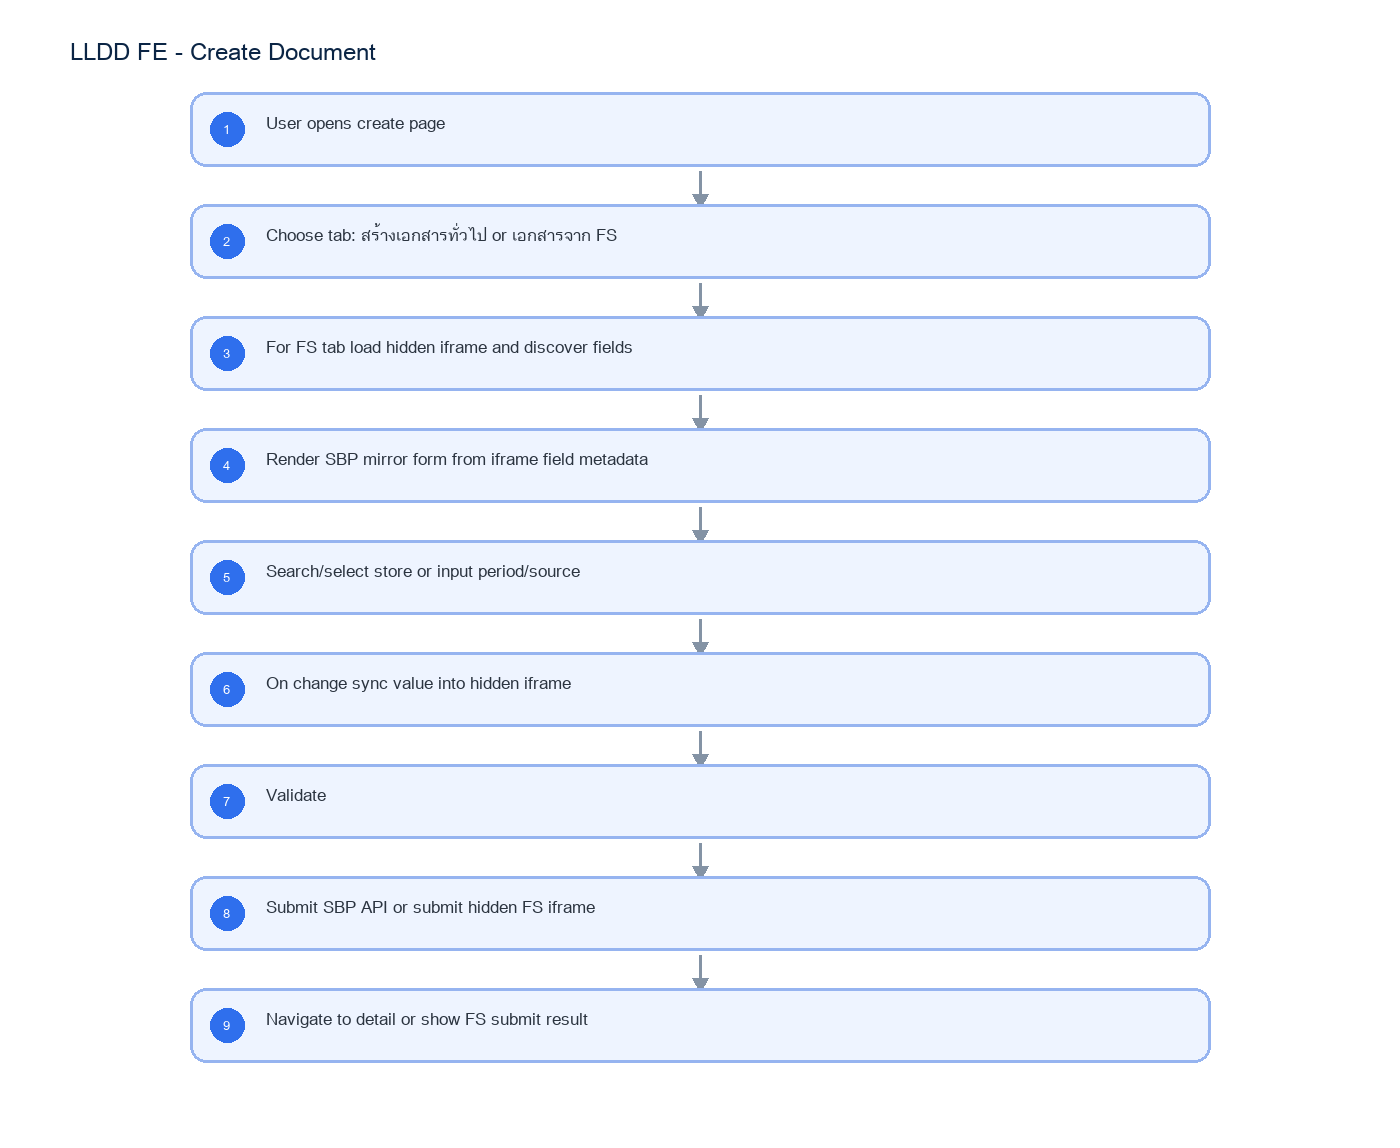 LLDD FE - Create Document
1 User opens create page
2 Choose tab: สร้างเอกสารทั่วไป or เอกสารจาก FS
3 For FS tab load hidden iframe and discover fields
4 Render SBP mirror form from iframe field metadata
5 Search/select store or input period/source
6 On change sync value into hidden iframe
7 Validate
8 Submit SBP API or submit hidden FS iframe
9 Navigate to detail or show FS submit result